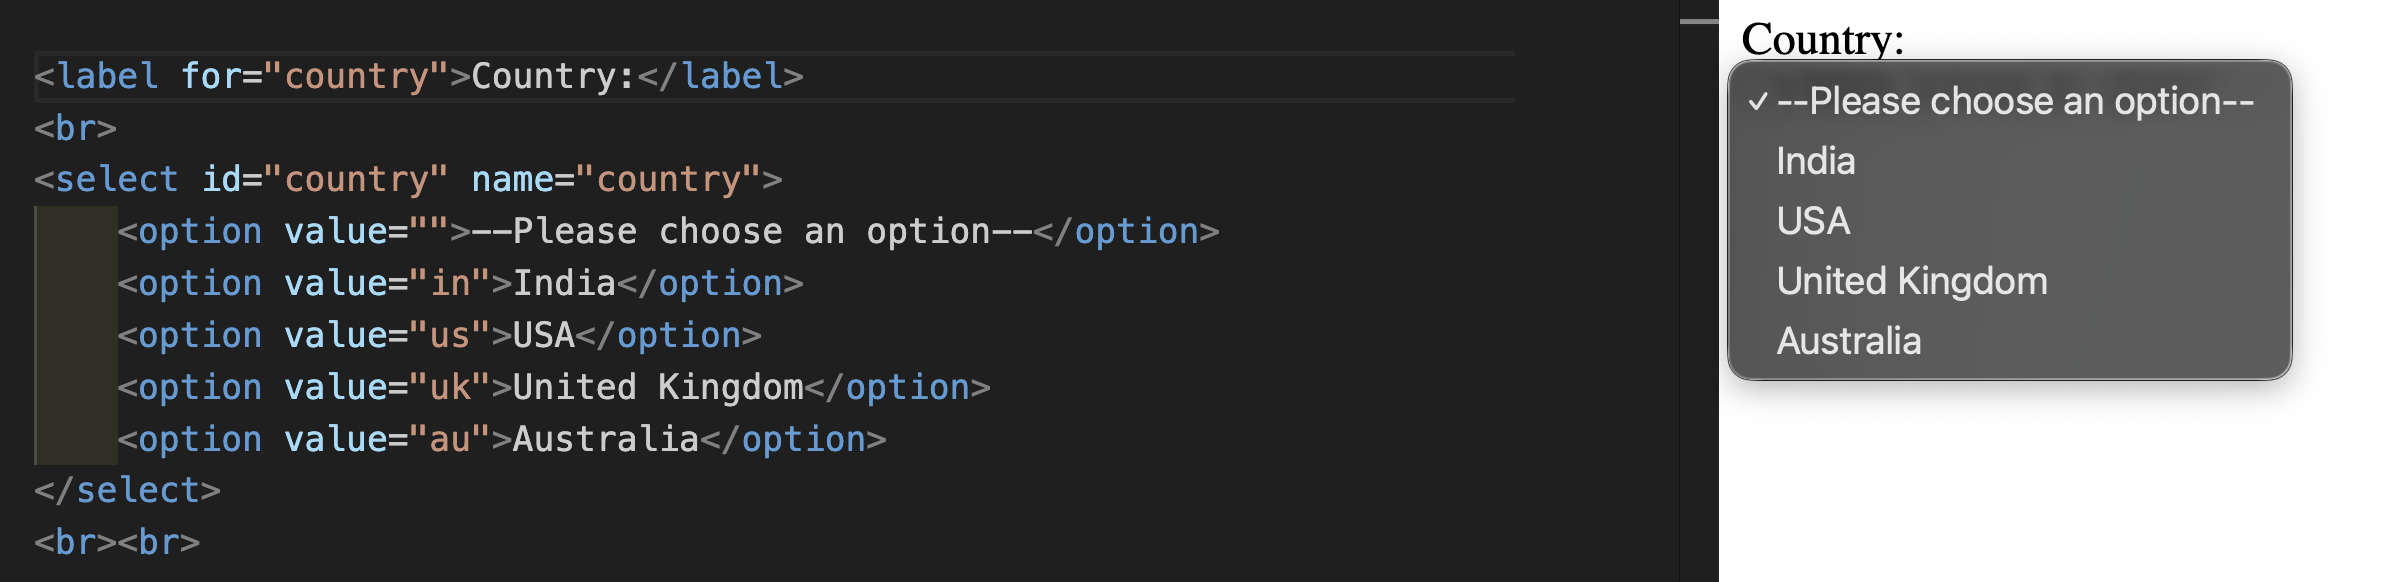 <label for="country">Country:</label>
<br>
<select id="country" name="country">
<option value="">--Please choose an option--</option>
<option value="in">India</option>
<option value="us">USA</option>
<option value="uk">United Kingdom</option>
<option value="au">Australia</option>
</select>
<br><br>
Country:
✓ --Please choose an option--
India
USA
United Kingdom
Australia